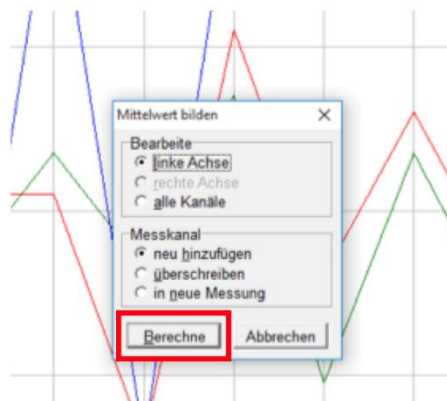 Mittelwert bilden
Bearbeite
linke Achse
rechte Achse
alle Kanäle
Messkanal
neu hinzufügen
überschreiben
in neue Messung
Berechne Abbrechen